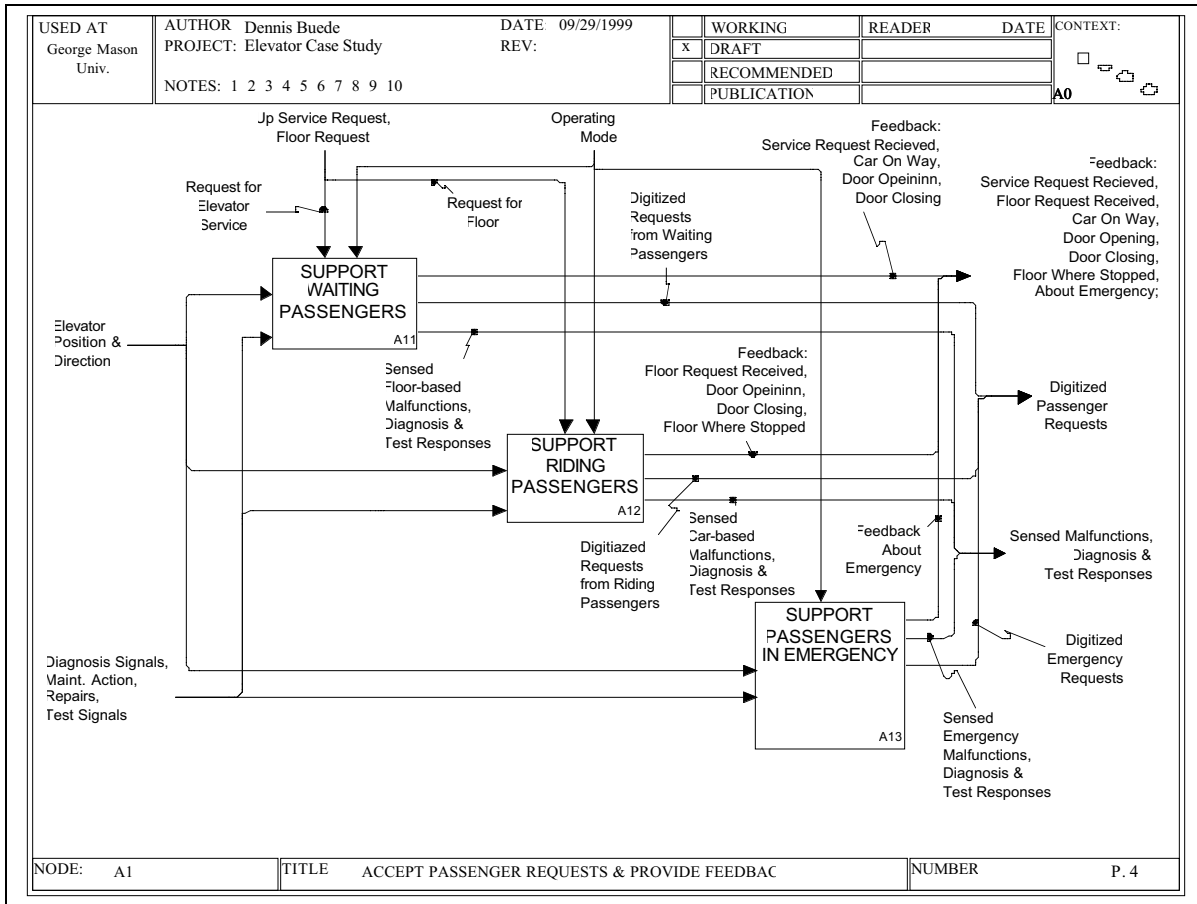 USED AT
George Mason
Univ.
AUTHOR Dennis Buede
PROJECT: Elevator Case Study
NOTES: 1 2 3 4 5 6 7 8 9 10
DATE: 09/29/1999
REV:
WORKING
x DRAFT
RECOMMENDED
PUBLICATION
READER DATE
CONTEXT:
A0
Up Service Request,
Floor Request
Operating
Mode
Feedback:
Service Request Recieved,
Car On Way,
Door Opeininn,
Door Closing
Feedback:
Service Request Recieved,
Floor Request Received,
Car On Way,
Door Opening,
Door Closing,
Floor Where Stopped,
About Emergency;
Request for
Elevator
Service
Request for
Floor
Digitized
Requests
from Waiting
Passengers
SUPPORT
WAITING
PASSENGERS
A11
Elevator
Position &
Direction
Sensed
Floor-based
Malfunctions,
Diagnosis &
Test Responses
Feedback:
Floor Request Received,
Door Opeininn,
Door Closing,
Floor Where Stopped
Digitized
Passenger
Requests
SUPPORT
RIDING
PASSENGERS
A12
Digitiazed
Requests
from Riding
Passengers
Sensed
Car-based
Malfunctions,
Diagnosis &
Test Responses
Feedback
About
Emergency
Sensed Malfunctions,
Diagnosis &
Test Responses
SUPPORT
PASSENGERS
IN EMERGENCY
A13
Diagnosis Signals,
Maint. Action,
Repairs,
Test Signals
Digitized
Emergency
Requests
Sensed
Emergency
Malfunctions,
Diagnosis &
Test Responses
NODE: A1
TITLE ACCEPT PASSENGER REQUESTS & PROVIDE FEEDBAC
NUMBER P. 4